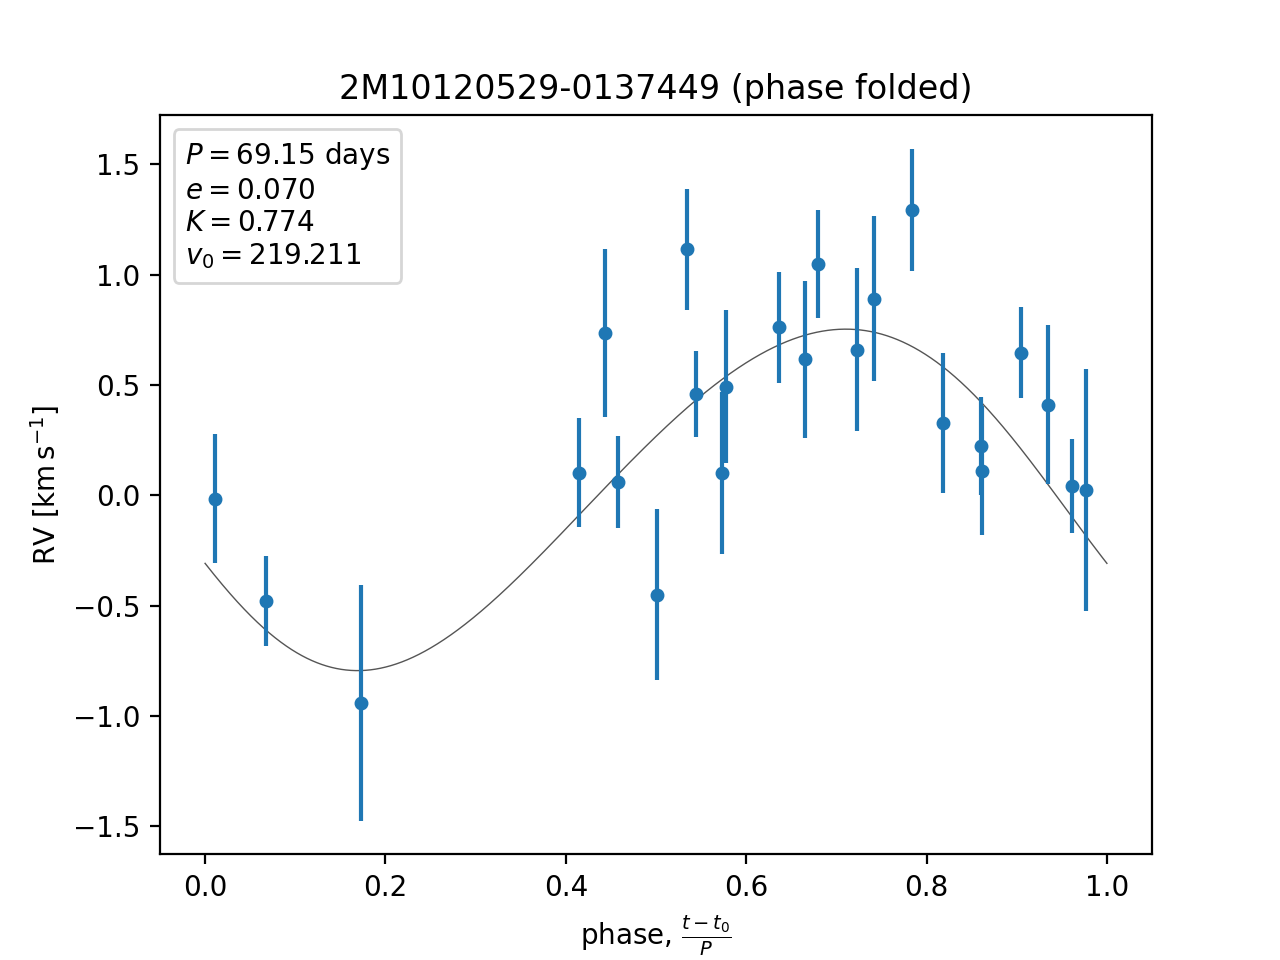 2M10120529-0137449 (phase folded)
P = 69.15 days
e = 0.070
K = 0.774
v₀ = 219.211
1.5
1.0
0.5
0.0
−0.5
−1.0
−1.5
RV [km s⁻¹]
0.0 0.2 0.4 0.6 0.8 1.0
phase, (t − t₀)/P